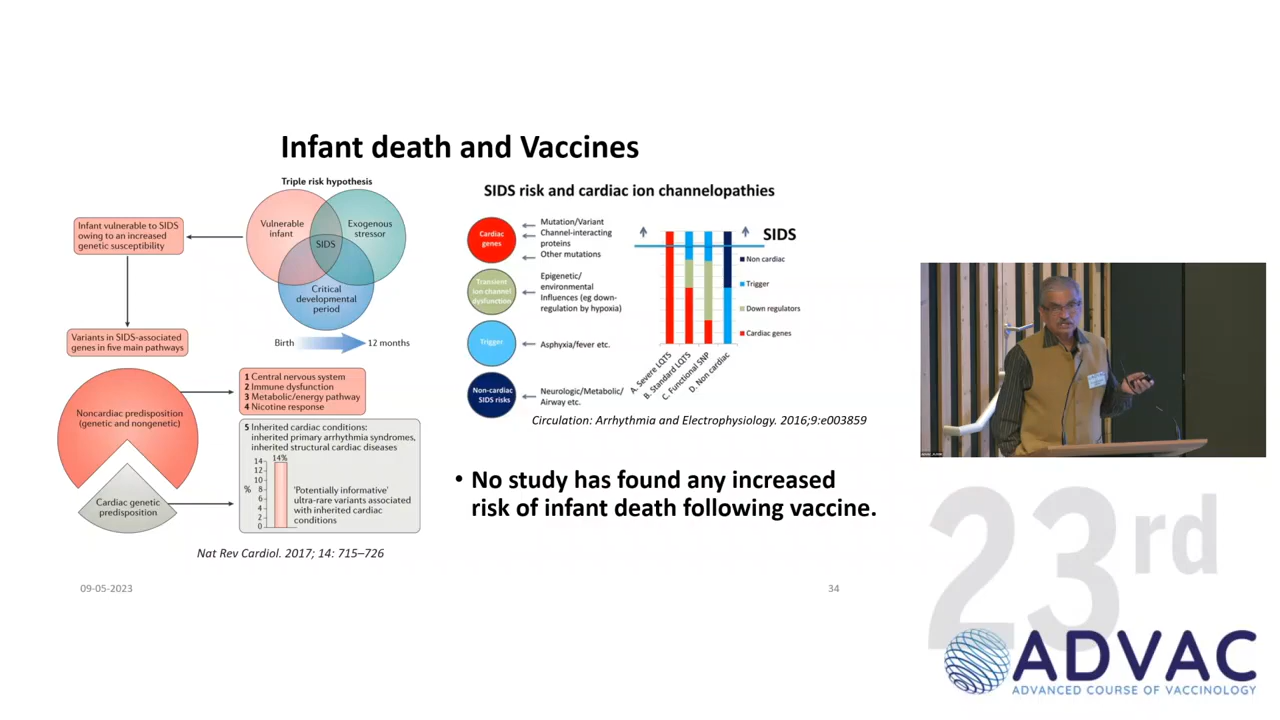 Infant death and Vaccines
Triple risk hypothesis
Infant vulnerable to SIDS
owing to an increased
genetic susceptibility
Vulnerable
infant
Exogenous
stressor
SIDS
Critical
developmental
period
Birth
12 months
Variants in SIDS-associated
genes in five main pathways
Noncardiac predisposition
(genetic and nongenetic)
1 Central nervous system
2 Immune dysfunction
3 Metabolic/energy pathway
4 Nicotine response
Cardiac genetic
predisposition
5 Inherited cardiac conditions:
inherited primary arrhythmia syndromes,
inherited structural cardiac diseases
14%
14
12
10
8
6
4
2
0
%
'Potentially informative'
ultra-rare variants associated
with inherited cardiac
conditions
Nat Rev Cardiol. 2017; 14: 715–726
SIDS risk and cardiac ion channelopathies
Cardiac
genes
Mutation/Variant
Channel-interacting
proteins
Other mutations
Transient
ion channel
dysfunction
Epigenetic/
environmental
Influences (eg down-
regulation by hypoxia)
Trigger
Asphyxia/fever etc.
Non-cardiac
SIDS risks
Neurologic/Metabolic/
Airway etc.
SIDS
Non cardiac
Trigger
Down regulators
Cardiac genes
A. Severe LQTS
B. Standard LQTS
C. Functional SNP
D. Non cardiac
Circulation: Arrhythmia and Electrophysiology. 2016;9:e003859
• No study has found any increased
risk of infant death following vaccine.
09-05-2023
34
23rd
ADVAC
ADVANCED COURSE OF VACCINOLOGY